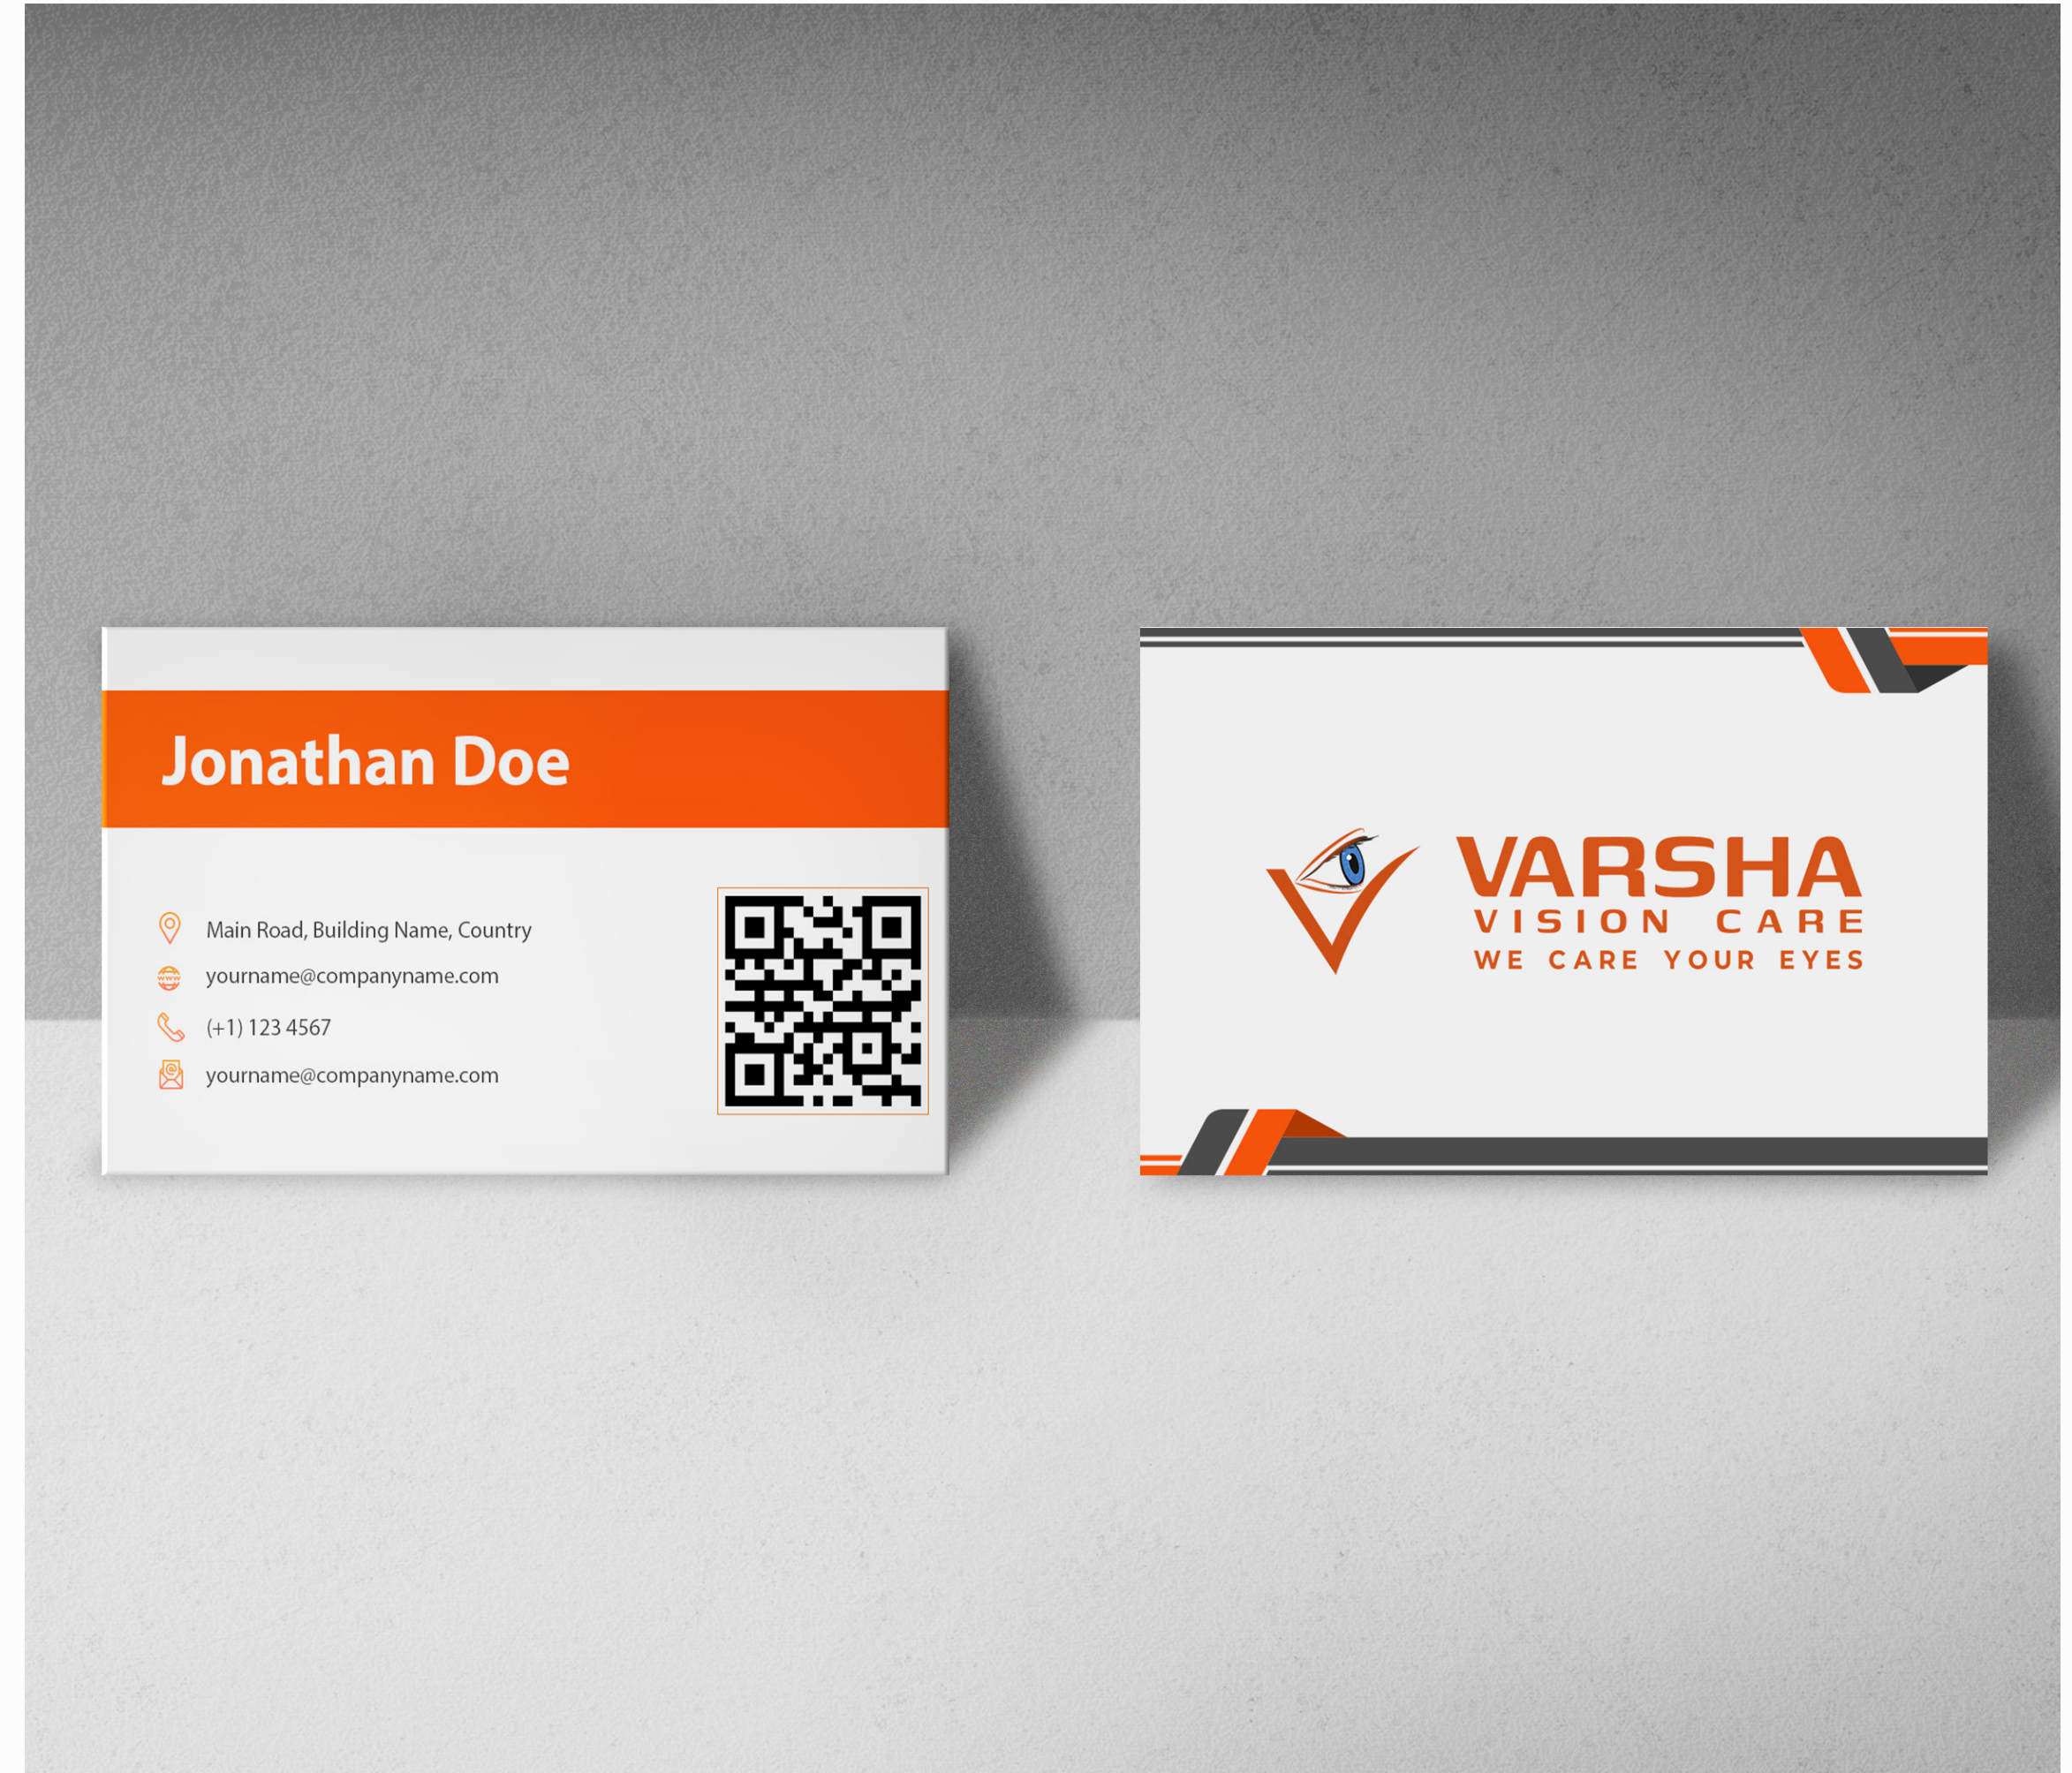 Jonathan Doe
Main Road, Building Name, Country
yourname@companyname.com
(+1) 123 4567
yourname@companyname.com
VARSHA
VISION CARE
WE CARE YOUR EYES